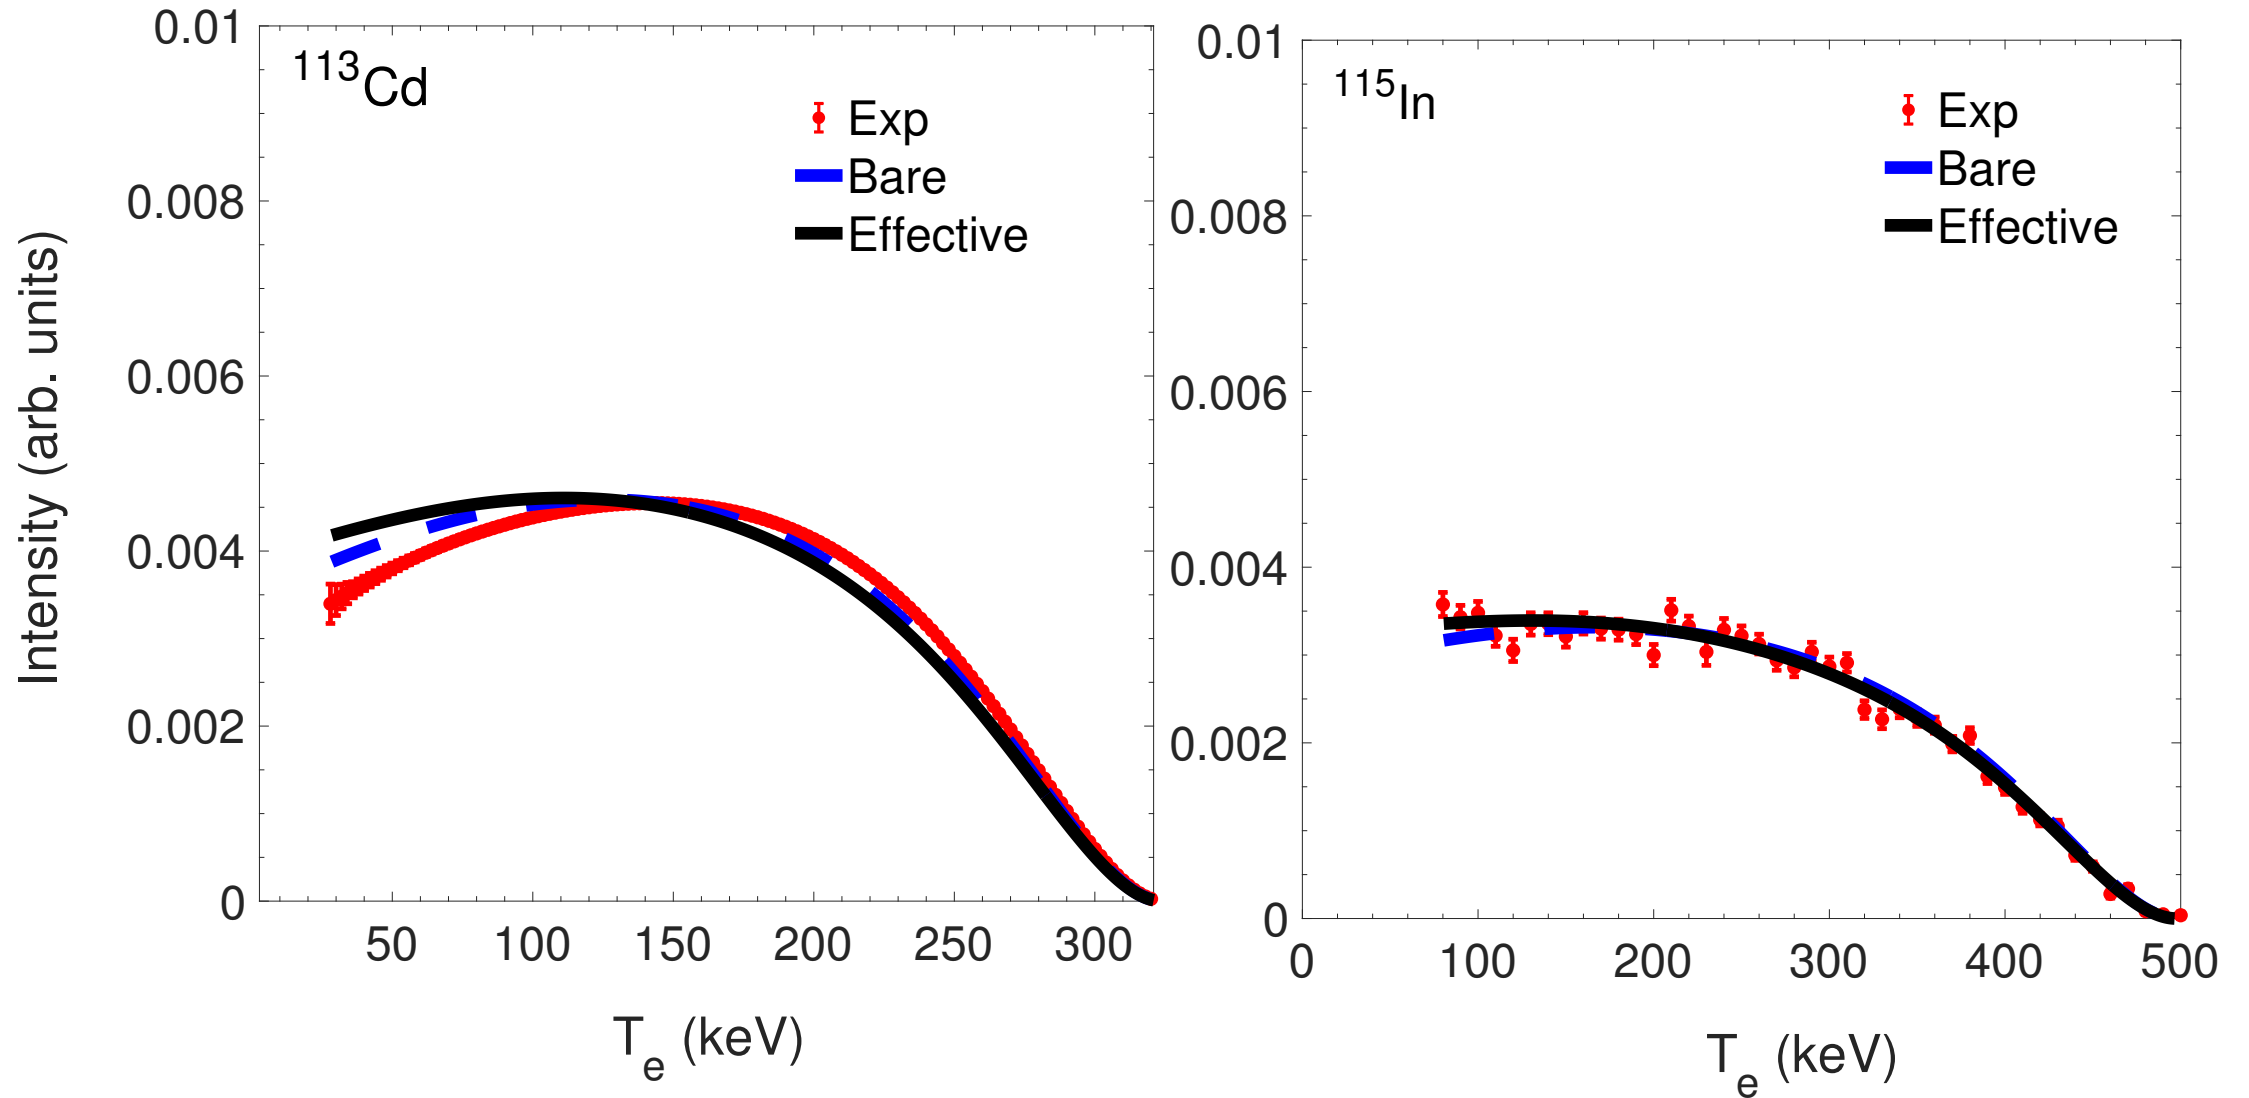 Intensity (arb. units)
0.01
0.008
0.006
0.004
0.002
0
¹¹³Cd
Exp
Bare
Effective
50 100 150 200 250 300
Tₑ (keV)
0.01
0.008
0.006
0.004
0.002
0
¹¹⁵In
Exp
Bare
Effective
0 100 200 300 400 500
Tₑ (keV)